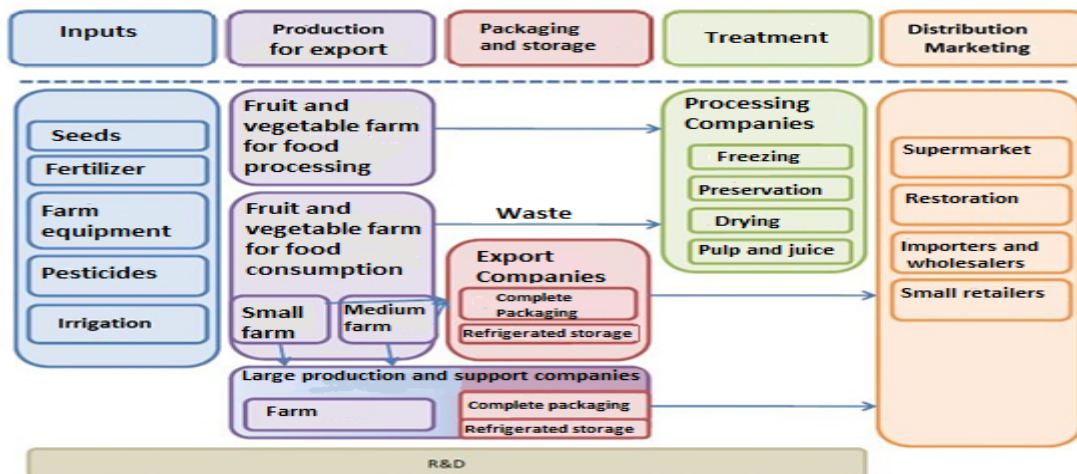 Inputs
Production
for export
Packaging
and storage
Treatment
Distribution
Marketing
Seeds
Fertilizer
Farm
equipment
Pesticides
Irrigation
Fruit and
vegetable farm
for food
processing
Fruit and
vegetable farm
for food
consumption
Small
farm
Medium
farm
Waste
Export
Companies
Complete
Packaging
Refrigerated storage
Large production and support companies
Farm
Complete packaging
Refrigerated storage
Processing
Companies
Freezing
Preservation
Drying
Pulp and juice
Supermarket
Restoration
Importers and
wholesalers
Small retailers
R&D